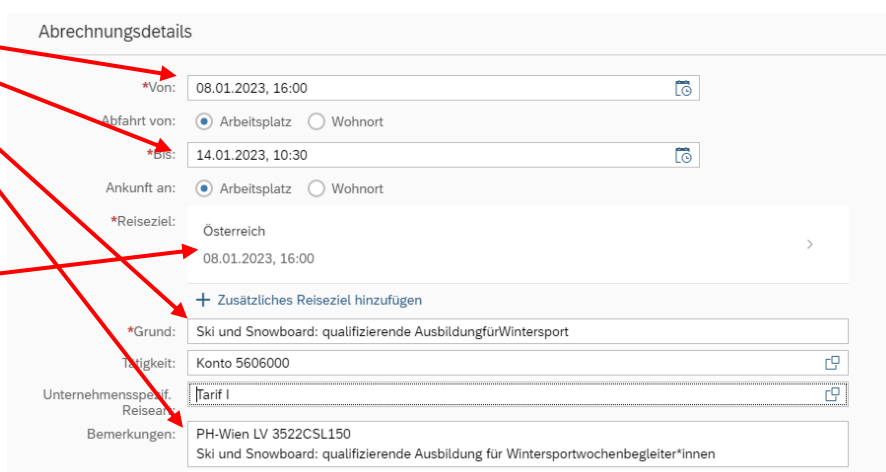 Abrechnungsdetails
*Von: 08.01.2023, 16:00
Abfahrt von: Arbeitsplatz Wohnort
*Bis: 14.01.2023, 10:30
Ankunft an: Arbeitsplatz Wohnort
*Reiseziel:
Österreich
08.01.2023, 16:00
+ Zusätzliches Reiseziel hinzufügen
*Grund: Ski und Snowboard: qualifizierende AusbildungfürWintersport
Tätigkeit: Konto 5606000
Unternehmensspezif. Tarif I
Reiseart:
Bemerkungen: PH-Wien LV 3522CSL150
Ski und Snowboard: qualifizierende Ausbildung für Wintersportwochenbegleiter*innen